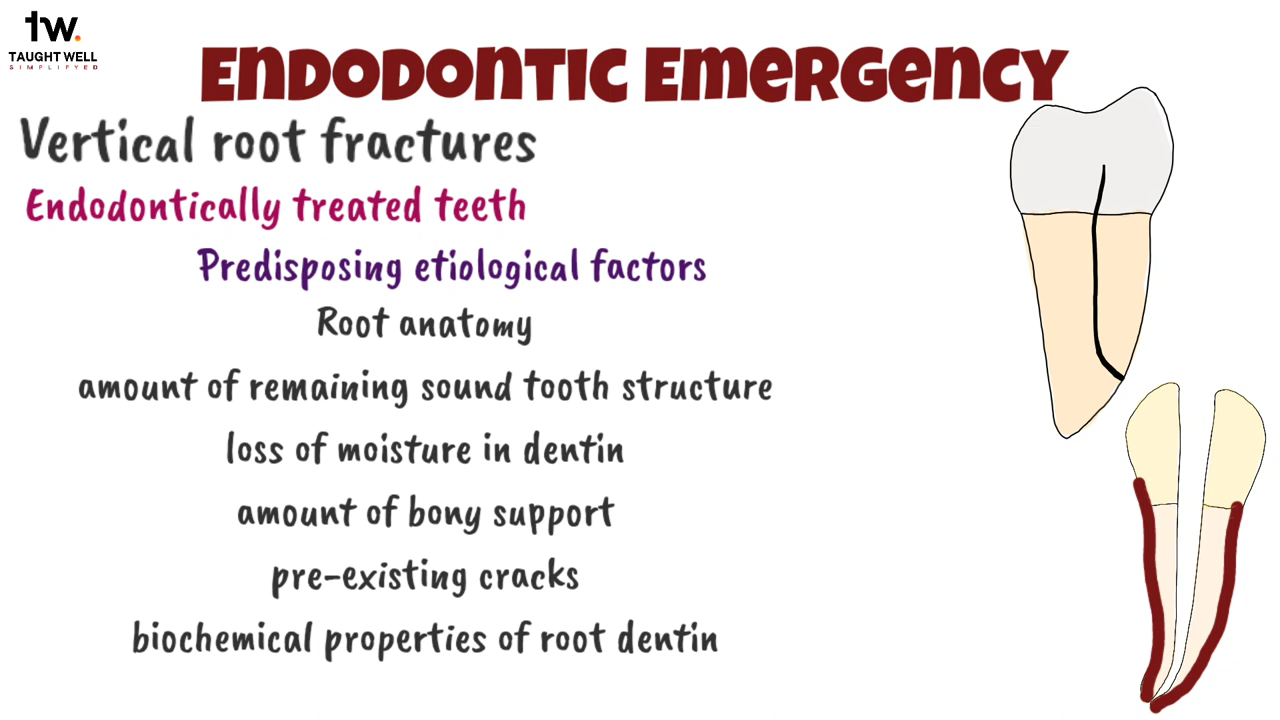 tw.
TAUGHT WELL
SIMPLIFYED
Endodontic Emergency
Vertical root fractures
Endodontically treated teeth
Predisposing etiological factors
Root anatomy
amount of remaining sound tooth structure
loss of moisture in dentin
amount of bony support
pre-existing cracks
biochemical properties of root dentin